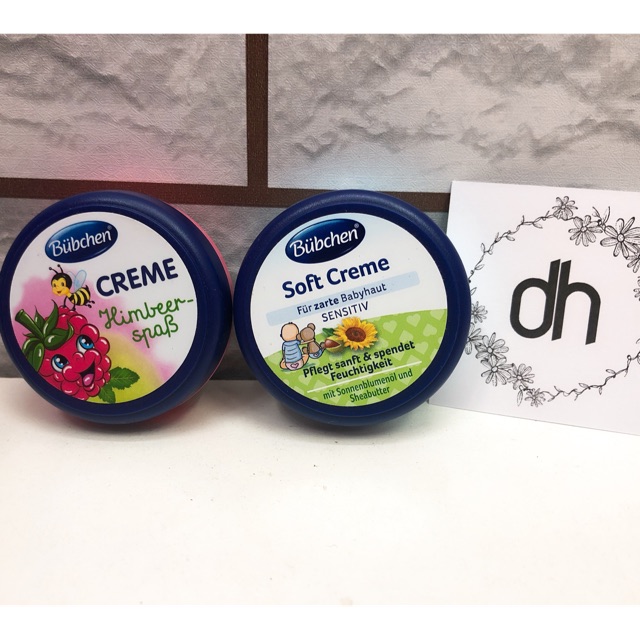 Bübchen
CREME
Himbeer-
spaß
Bübchen
Soft Creme
Für zarte Babyhaut
SENSITIV
Pflegt sanft & spendet
Feuchtigkeit
mit Sonnenblumenöl und
Sheabutter
dh